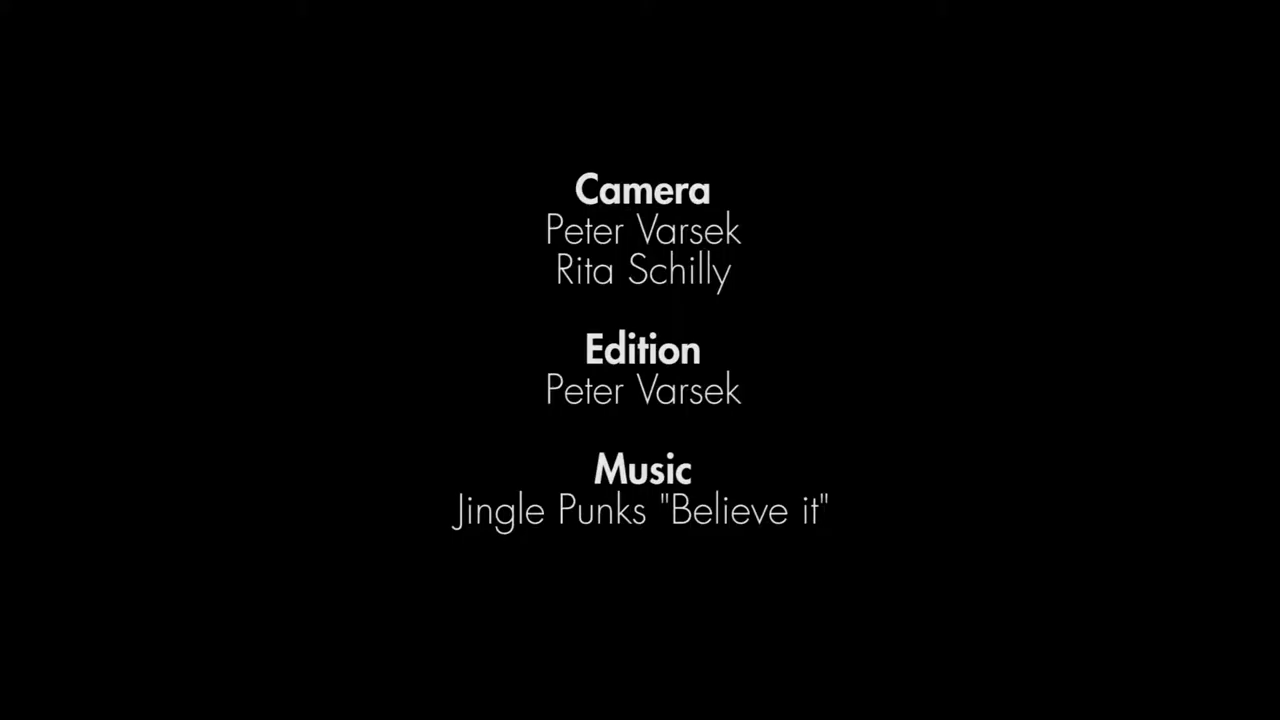 Camera
Peter Varsek
Rita Schilly
Edition
Peter Varsek
Music
Jingle Punks "Believe it"